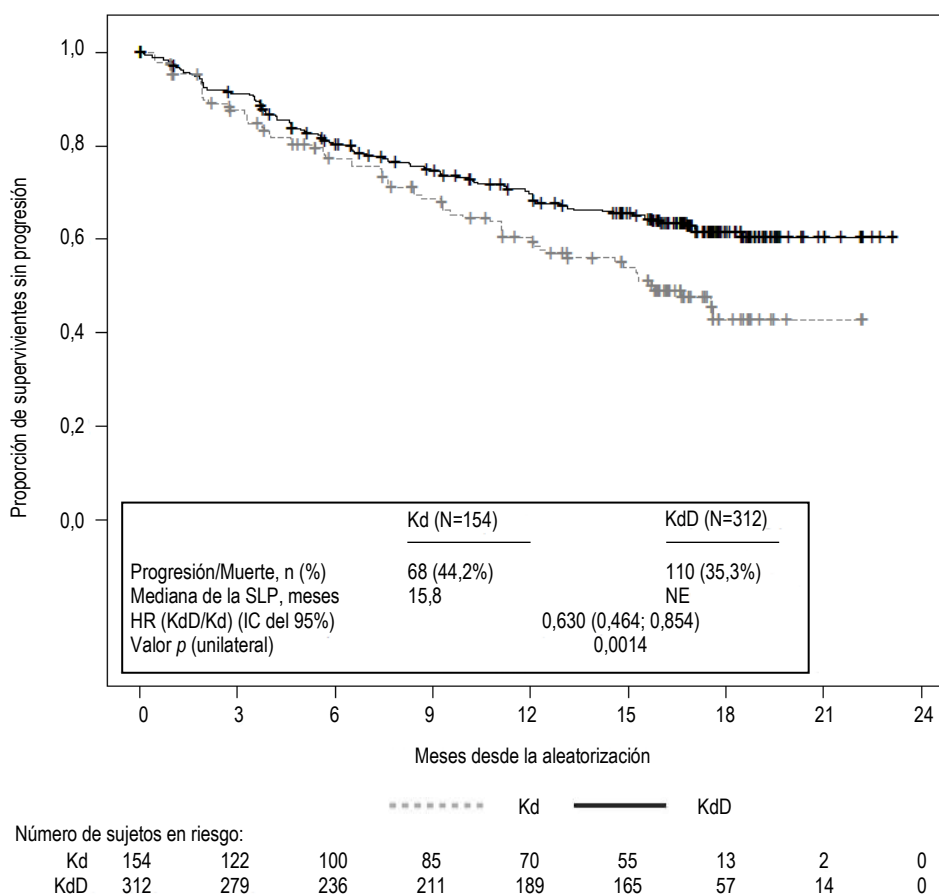 Proporción de supervivientes sin progresión
1,0
0,8
0,6
0,4
0,2
0,0
Kd (N=154) KdD (N=312)
Progresión/Muerte, n (%) 68 (44,2%) 110 (35,3%)
Mediana de la SLP, meses 15,8 NE
HR (KdD/Kd) (IC del 95%) 0,630 (0,464; 0,854)
Valor p (unilateral) 0,0014
0 3 6 9 12 15 18 21 24
Meses desde la aleatorización
Kd KdD
Número de sujetos en riesgo:
Kd 154 122 100 85 70 55 13 2 0
KdD 312 279 236 211 189 165 57 14 0